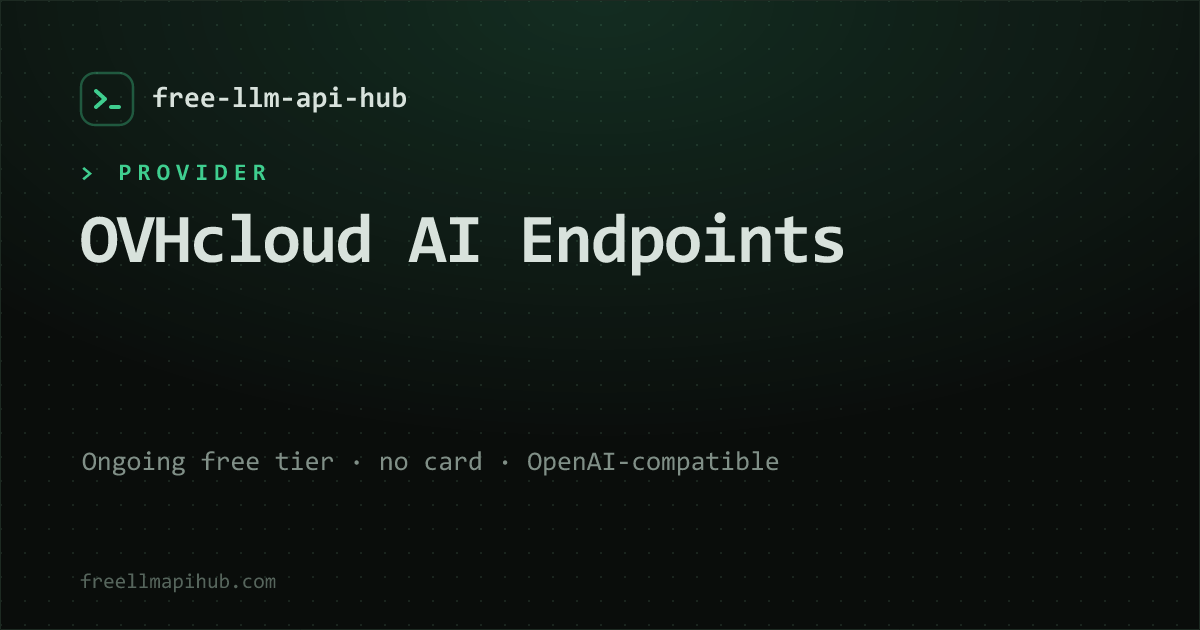 free-llm-api-hub
> PROVIDER
OVHcloud AI Endpoints
Ongoing free tier · no card · OpenAI-compatible
freellmapihub.com